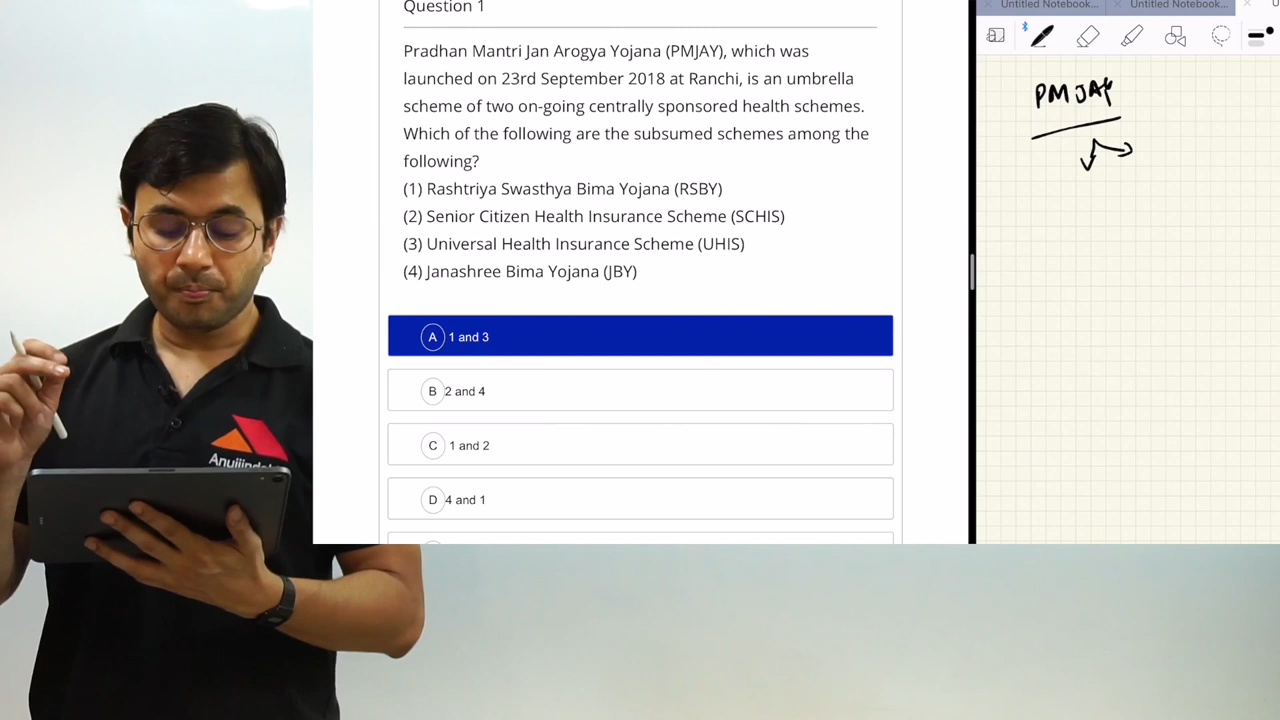 Question 1
Untitled Notebook...
Untitled Notebook...
Pradhan Mantri Jan Arogya Yojana (PMJAY), which was
launched on 23rd September 2018 at Ranchi, is an umbrella
scheme of two on-going centrally sponsored health schemes.
Which of the following are the subsumed schemes among the
following?
(1) Rashtriya Swasthya Bima Yojana (RSBY)
(2) Senior Citizen Health Insurance Scheme (SCHIS)
(3) Universal Health Insurance Scheme (UHIS)
(4) Janashree Bima Yojana (JBY)
A 1 and 3
B 2 and 4
C 1 and 2
D 4 and 1
PMJAY